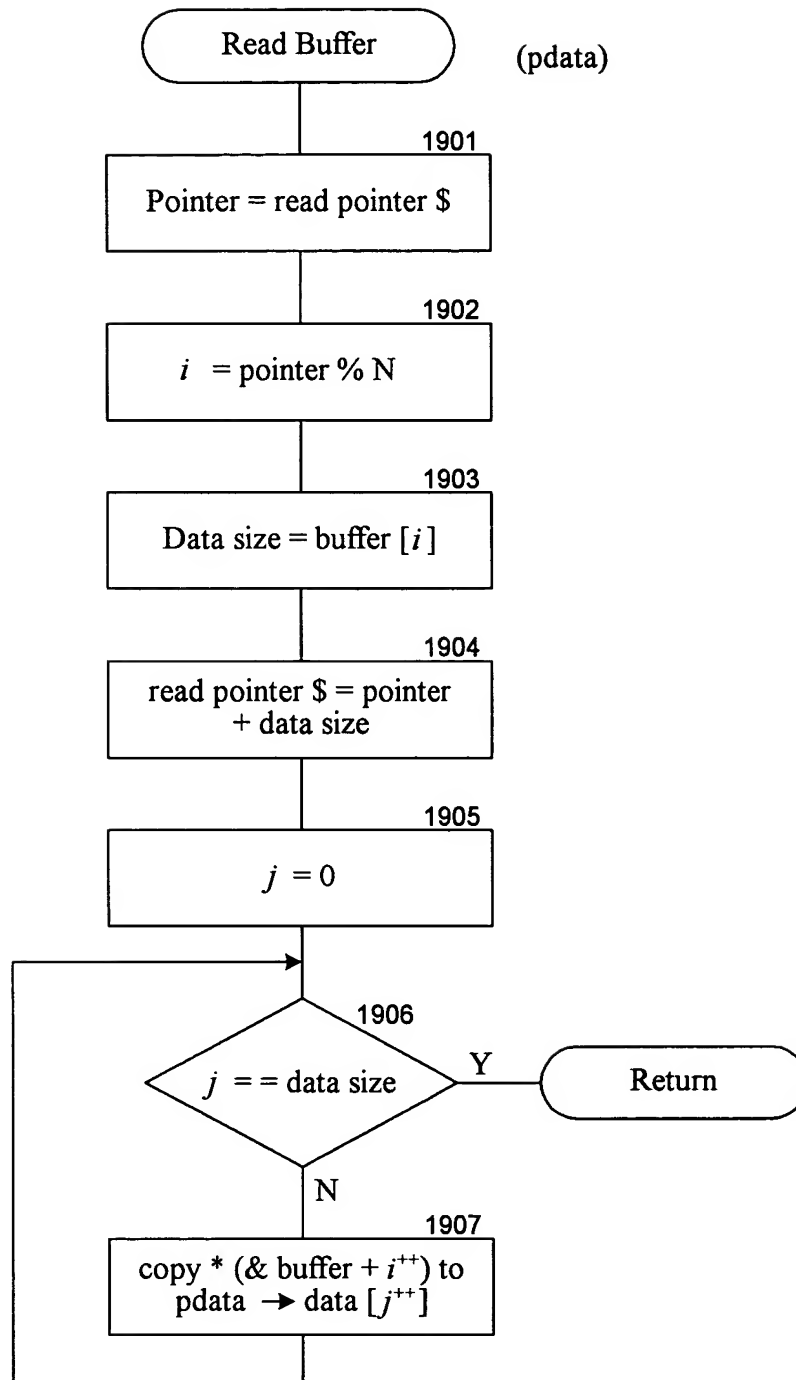 Read Buffer
(pdata)
1901
Pointer = read pointer $
1902
i = pointer % N
1903
Data size = buffer [i]
1904
read pointer $ = pointer
+ data size
1905
j = 0
1906
j = = data size
Y
Return
N
1907
copy * (& buffer + i⁺⁺) to
pdata → data [j⁺⁺]